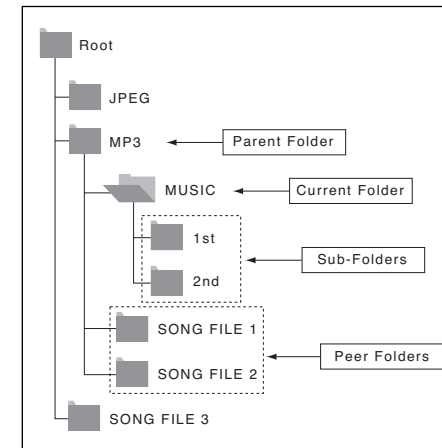 Root
JPEG
MP3
Parent Folder
MUSIC
Current Folder
1st
Sub-Folders
2nd
SONG FILE 1
Peer Folders
SONG FILE 2
SONG FILE 3